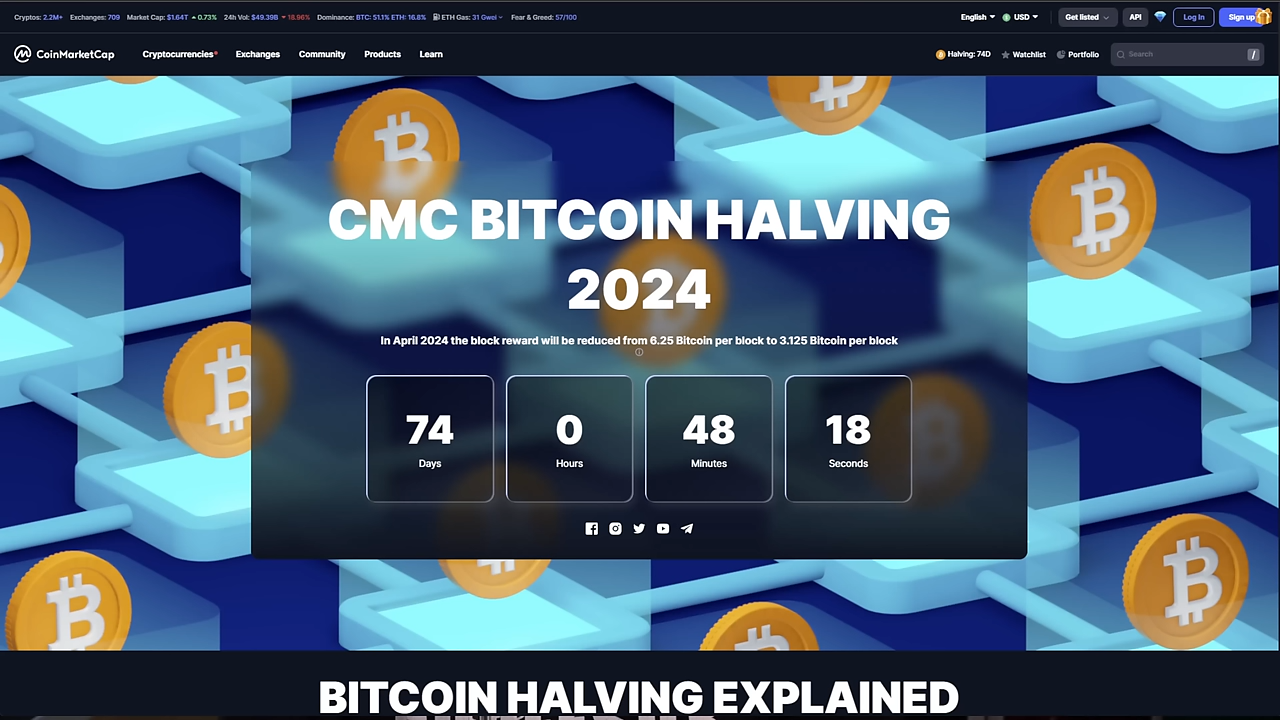 Cryptos: 2.2M+ Exchanges: 709 Market Cap: $1.64T 0.73% 24h Vol: $49.39B 18.96% Dominance: BTC: 51.1% ETH: 16.8% ETH Gas: 31 Gwei Fear & Greed: 57/100 English USD Get listed API Log In Sign up
CoinMarketCap Cryptocurrencies Exchanges Community Products Learn Halving: 74D Watchlist Portfolio Search /
CMC BITCOIN HALVING
2024
In April 2024 the block reward will be reduced from 6.25 Bitcoin per block to 3.125 Bitcoin per block
74 0 48 18
Days Hours Minutes Seconds
BITCOIN HALVING EXPLAINED